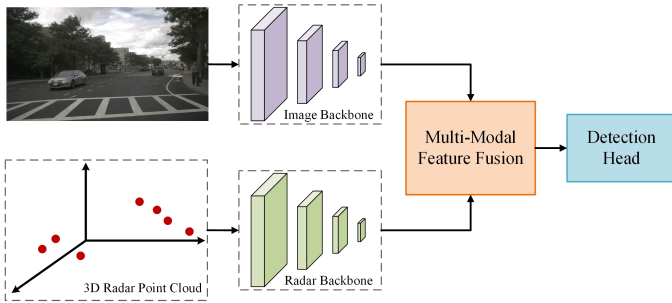 Image Backbone
Multi-Modal
Feature Fusion
Detection
Head
3D Radar Point Cloud
Radar Backbone